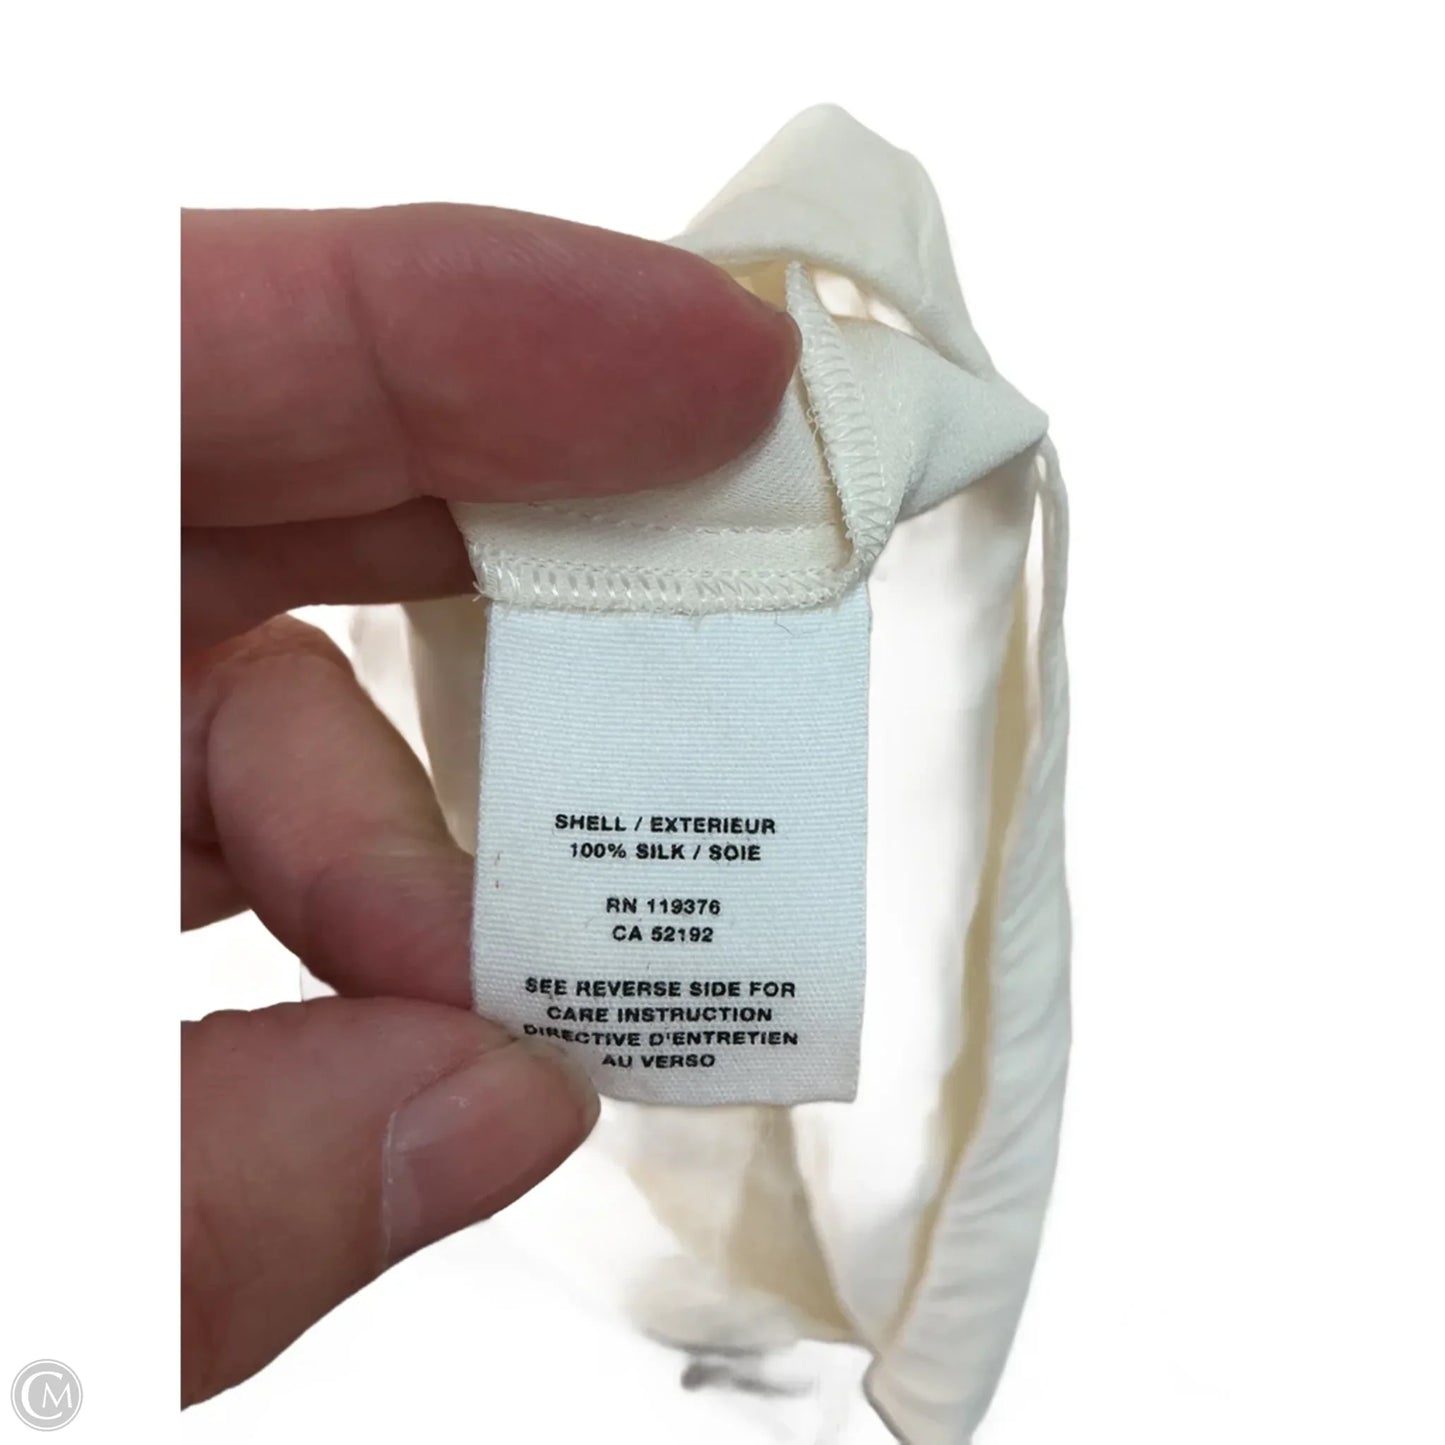 SHELL / EXTERIEUR
100% SILK / SOIE
RN 119376
CA 52192
SEE REVERSE SIDE FOR
CARE INSTRUCTION
DIRECTIVE D'ENTRETIEN
AU VERSO
CM